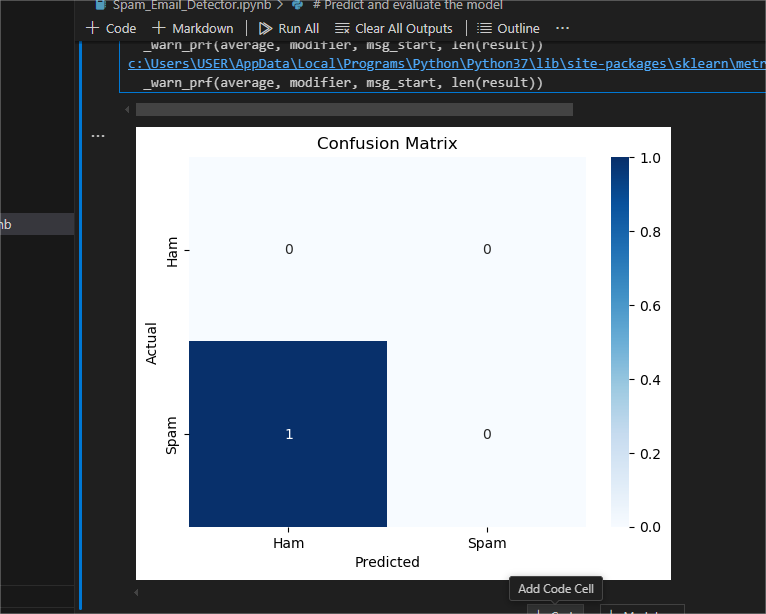 Spam_Email_Detector.ipynb > # Predict and evaluate the model
+ Code + Markdown | Run All Clear All Outputs | Outline ...
_warn_prf(average, modifier, msg_start, len(result))
c:\Users\USER\AppData\Local\Programs\Python\Python37\lib\site-packages\sklearn\metr
_warn_prf(average, modifier, msg_start, len(result))
...
Confusion Matrix
nb
Actual
Ham
0 0
Spam
1 0
Ham Spam
Predicted
1.0
0.8
0.6
0.4
0.2
0.0
Add Code Cell